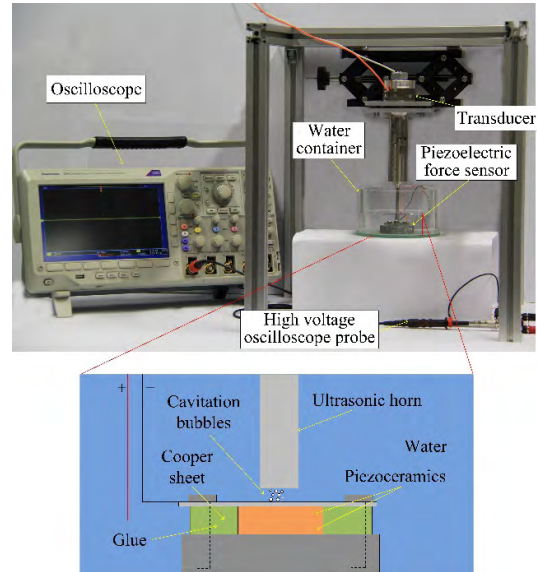 Oscilloscope
Transducer
Water
container
Piezoelectric
force sensor
High voltage
oscilloscope probe
+
−
Cavitation
bubbles
Ultrasonic horn
Cooper
sheet
Water
Piezoceramics
Glue